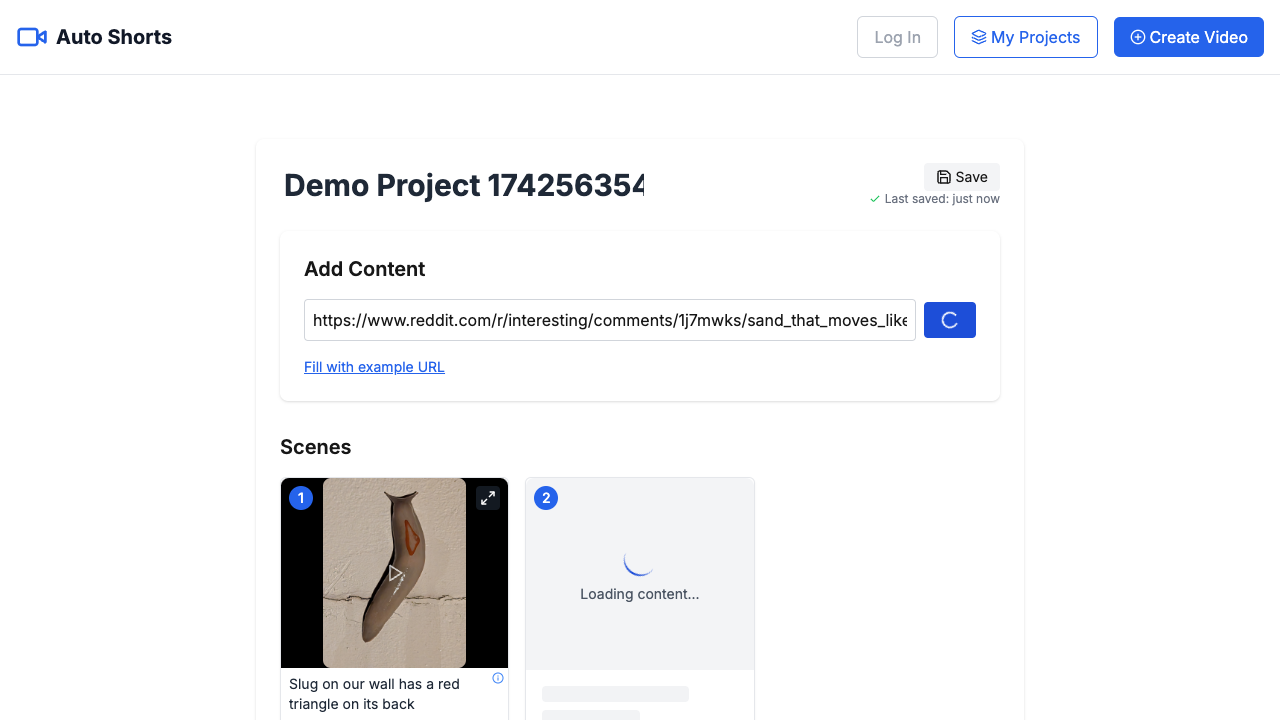 Auto Shorts
Log In
My Projects
Create Video
Demo Project 174256354
Save
Last saved: just now
Add Content
https://www.reddit.com/r/interesting/comments/1j7mwks/sand_that_moves_like
Fill with example URL
Scenes
1
2
Loading content...
Slug on our wall has a red
triangle on its back